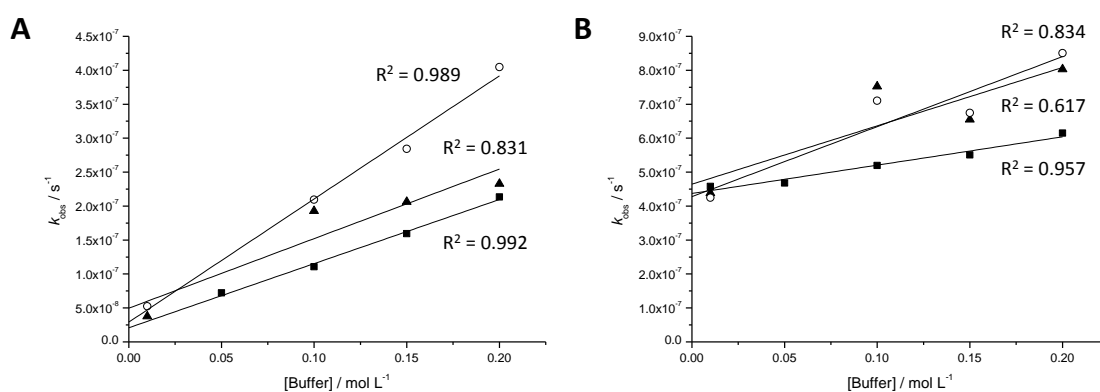 A
4.5x10⁻⁷
4.0x10⁻⁷
3.5x10⁻⁷
3.0x10⁻⁷
2.5x10⁻⁷
2.0x10⁻⁷
1.5x10⁻⁷
1.0x10⁻⁷
5.0x10⁻⁸
0.0
k_obs / s⁻¹
R² = 0.989
R² = 0.831
R² = 0.992
0.00 0.05 0.10 0.15 0.20
[Buffer] / mol L⁻¹
B
9.0x10⁻⁷
8.0x10⁻⁷
7.0x10⁻⁷
6.0x10⁻⁷
5.0x10⁻⁷
4.0x10⁻⁷
3.0x10⁻⁷
2.0x10⁻⁷
1.0x10⁻⁷
0.0
k_obs / s⁻¹
R² = 0.834
R² = 0.617
R² = 0.957
0.00 0.05 0.10 0.15 0.20
[Buffer] / mol L⁻¹